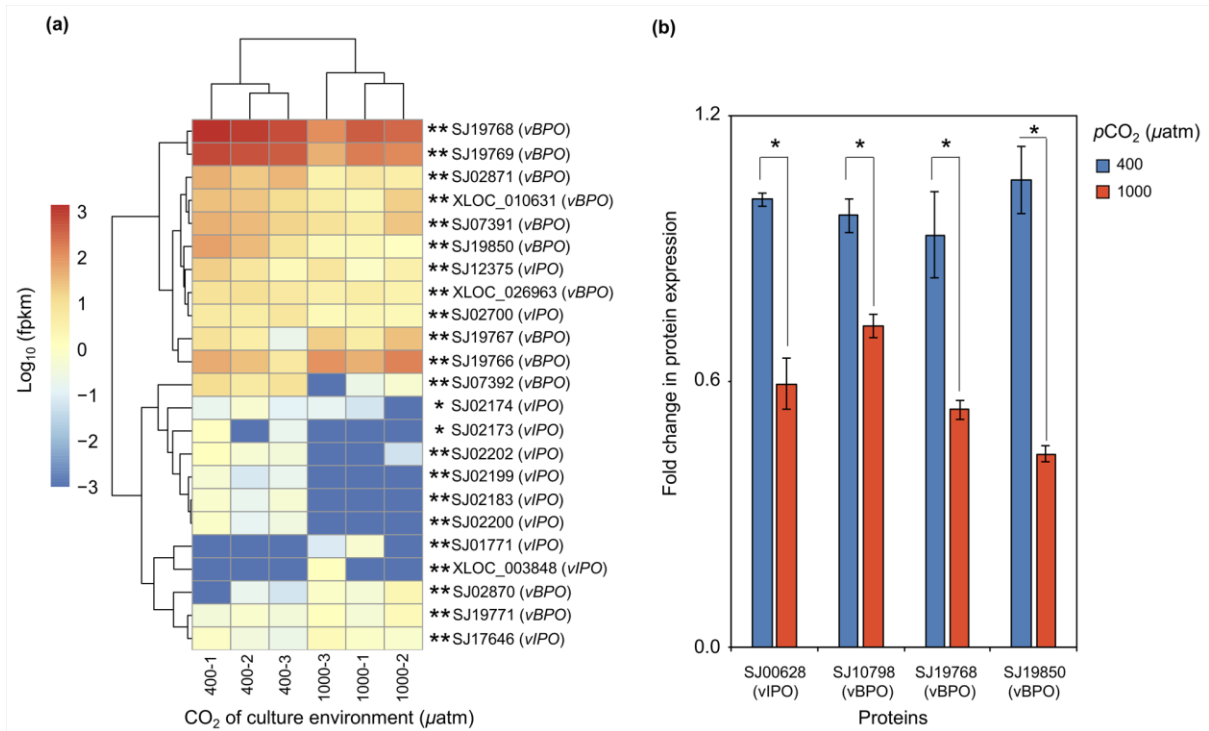 (a)
** SJ19768 (vBPO)
** SJ19769 (vBPO)
** SJ02871 (vBPO)
** XLOC_010631 (vBPO)
** SJ07391 (vBPO)
** SJ19850 (vBPO)
** SJ12375 (vIPO)
** XLOC_026963 (vBPO)
** SJ02700 (vIPO)
** SJ19767 (vBPO)
** SJ19766 (vBPO)
** SJ07392 (vBPO)
* SJ02174 (vIPO)
* SJ02173 (vIPO)
** SJ02202 (vIPO)
** SJ02199 (vIPO)
** SJ02183 (vIPO)
** SJ02200 (vIPO)
** SJ01771 (vIPO)
** XLOC_003848 (vIPO)
** SJ02870 (vBPO)
** SJ19771 (vBPO)
** SJ17646 (vIPO)
Log₁₀ (fpkm)
3
2
1
0
−1
−2
−3
400-1
400-2
400-3
1000-3
1000-1
1000-2
CO₂ of culture environment (µatm)
(b)
Fold change in protein expression
1.2
0.6
0.0
*
*
*
*
pCO₂ (µatm)
400
1000
SJ00628 SJ10798 SJ19768 SJ19850
(vIPO) (vBPO) (vBPO) (vBPO)
Proteins